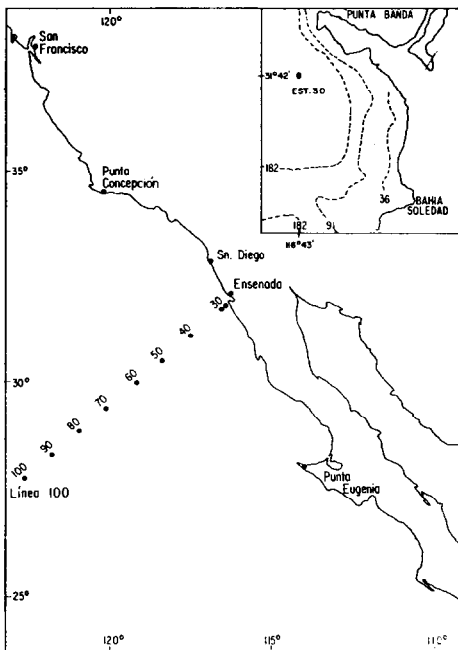 120°
San
Francisco
PUNTA BANDA
31°42'
EST. 30
182
36
BAHIA
SOLEDAD
182
91
116°43'
35°
Punta
Concepción
Sn. Diego
Ensenada
30
40
50
60
70
80
90
100
Línea 100
30°
Punta
Eugenia
25°
120°
115°
110°